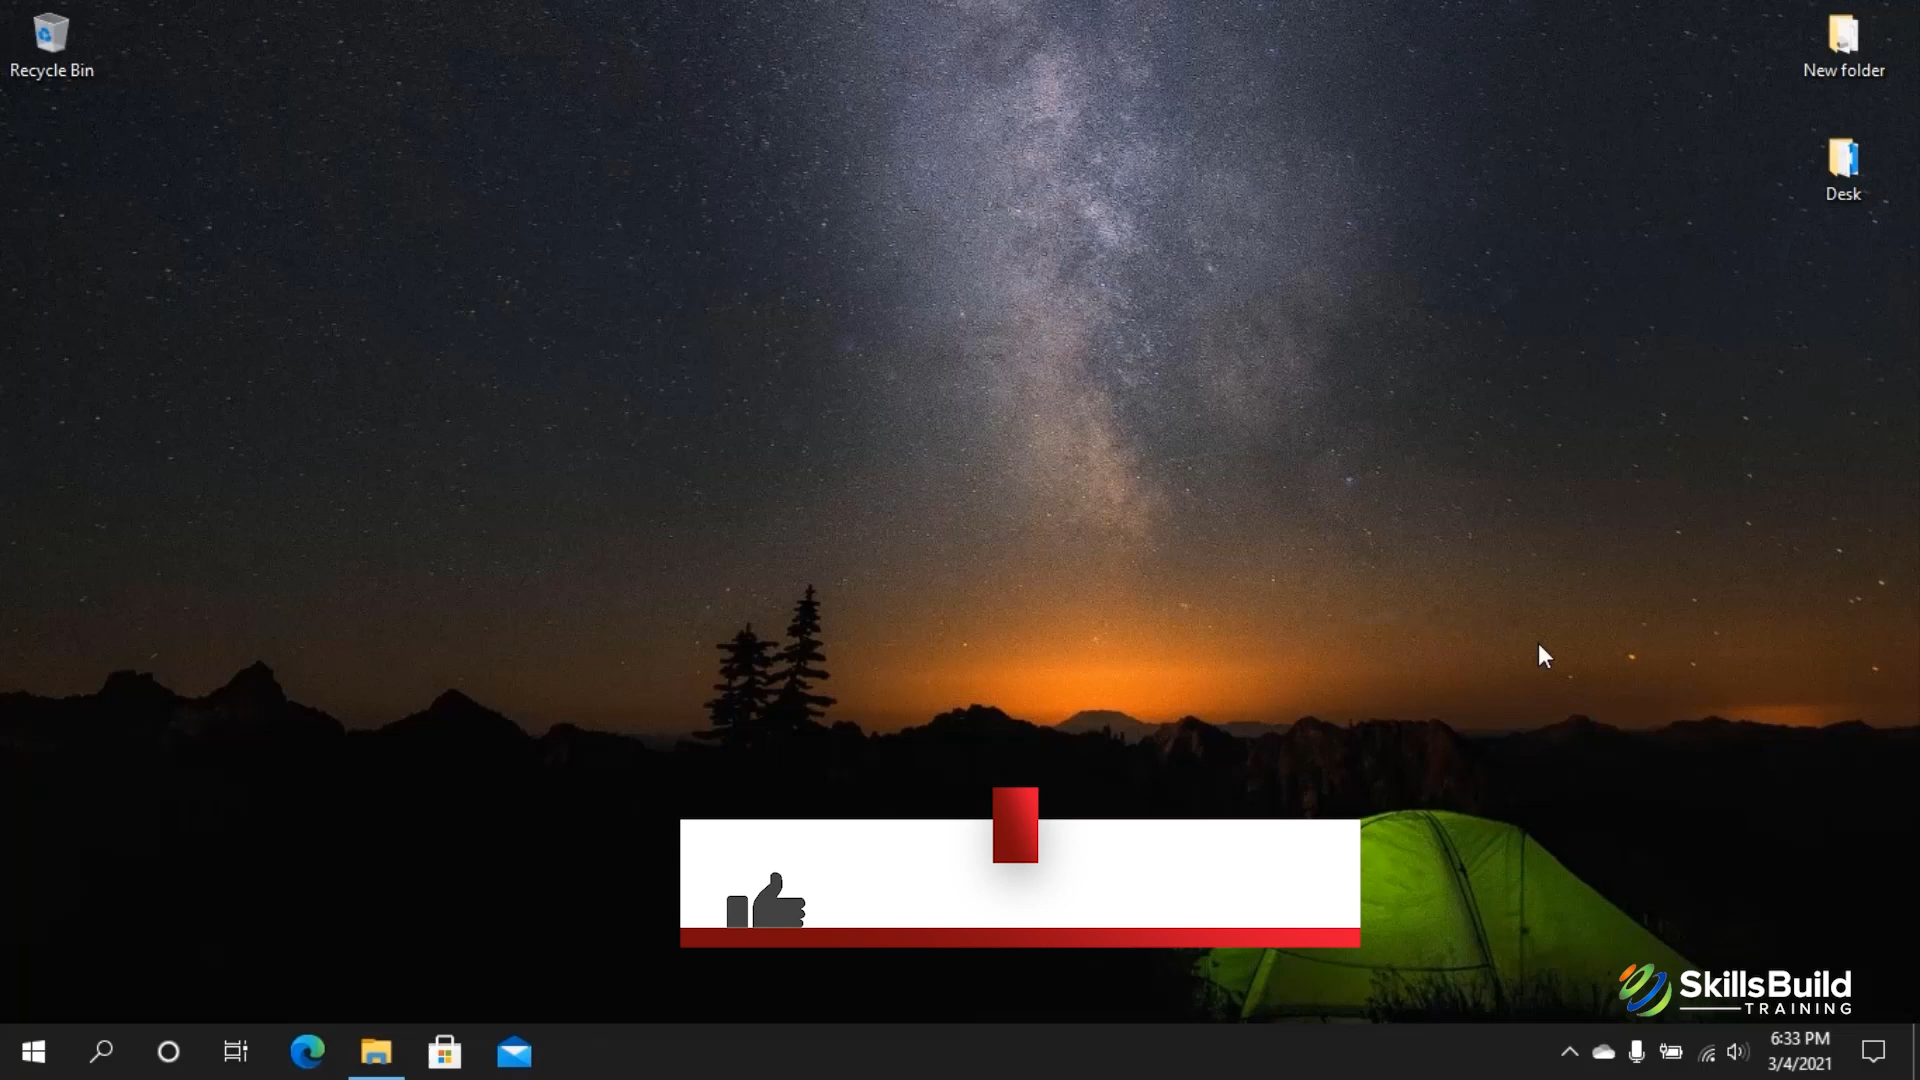 Recycle Bin
New folder
Desk
SkillsBuild
TRAINING
6:33 PM
3/4/2021